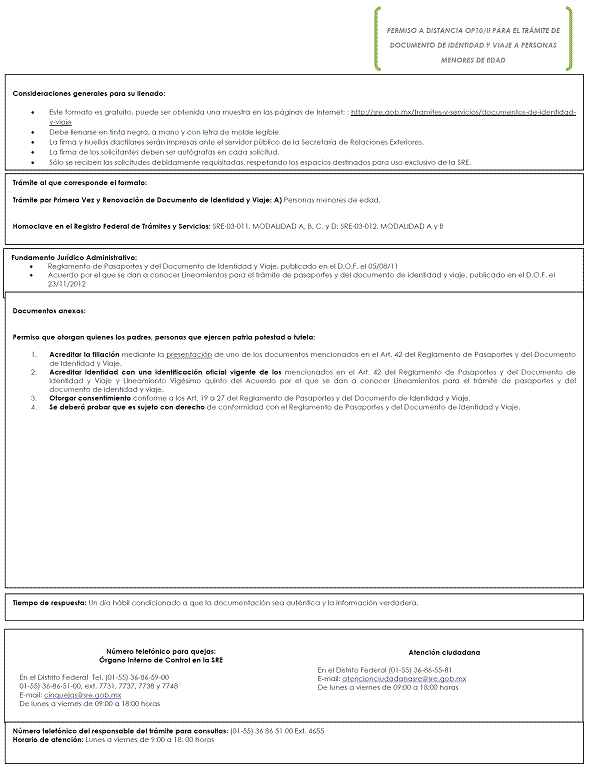 PERMISO A DISTANCIA OP10/II PARA EL TRÁMITE DE
DOCUMENTO DE IDENTIDAD Y VIAJE A PERSONAS
MENORES DE EDAD
Consideraciones generales para su llenado:
• Este formato es gratuito, puede ser obtenida una muestra en las páginas de Internet: : http://sre.gob.mx/tramites-y-servicios/documentos-de-identidad-
y-viaje
• Debe llenarse en tinta negra, a mano y con letra de molde legible.
• La firma y huellas dactilares serán impresas ante el servidor público de la Secretaría de Relaciones Exteriores.
• La firma de los solicitantes deben ser autógrafas en cada solicitud.
• Sólo se reciben las solicitudes debidamente requisitadas, respetando los espacios destinados para uso exclusivo de la SRE.
Trámite al que corresponde el formato:
Trámite por Primera Vez y Renovación de Documento de Identidad y Viaje: A) Personas menores de edad.
Homoclave en el Registro Federal de Trámites y Servicios: SRE-03-011, MODALIDAD A, B, C, y D; SRE-03-012, MODALIDAD A y B
Fundamento Jurídico Administrativo:
• Reglamento de Pasaportes y del Documento de Identidad y Viaje, publicado en el D.O.F. el 05/08/11
• Acuerdo por el que se dan a conocer Lineamientos para el trámite de pasaportes y del documento de identidad y viaje, publicado en el D.O.F. el
23/11/2012
Documentos anexos:
Permiso que otorgan quienes los padres, personas que ejercen patria potestad o tutela:
1. Acreditar la filiación mediante la presentación de uno de los documentos mencionados en el Art. 42 del Reglamento de Pasaportes y del Documento
de Identidad y Viaje.
2. Acreditar identidad con una identificación oficial vigente de los mencionados en el Art. 42 del Reglamento de Pasaportes y del Documento de
Identidad y Viaje y Lineamiento Vigésimo quinto del Acuerdo por el que se dan a conocer Lineamientos para el trámite de pasaportes y del
documento de identidad y viaje.
3. Otorgar consentimiento conforme a los Art. 19 a 27 del Reglamento de Pasaportes y del Documento de Identidad y Viaje.
4. Se deberá probar que es sujeto con derecho de conformidad con el Reglamento de Pasaportes y del Documento de Identidad y Viaje.
Tiempo de respuesta: Un día hábil condicionado a que la documentación sea auténtica y la información verdadera.
Número telefónico para quejas:
Órgano Interno de Control en la SRE
En el Distrito Federal Tel. (01-55) 36-86-59-00
01-55) 36-86-51-00, ext. 7731, 7737, 7738 y 7748
E-mail: cinquejas@sre.gob.mx
De lunes a viernes de 09:00 a 18:00 horas
Atención ciudadana
En el Distrito Federal (01-55) 36-86-55-81
E-mail: atencionciudadanasre@sre.gob.mx
De lunes a viernes de 09:00 a 18:00 horas
Número telefónico del responsable del trámite para consultas: (01-55) 36 86 51 00 Ext. 4655
Horario de atención: Lunes a viernes de 9:00 a 18: 00 horas